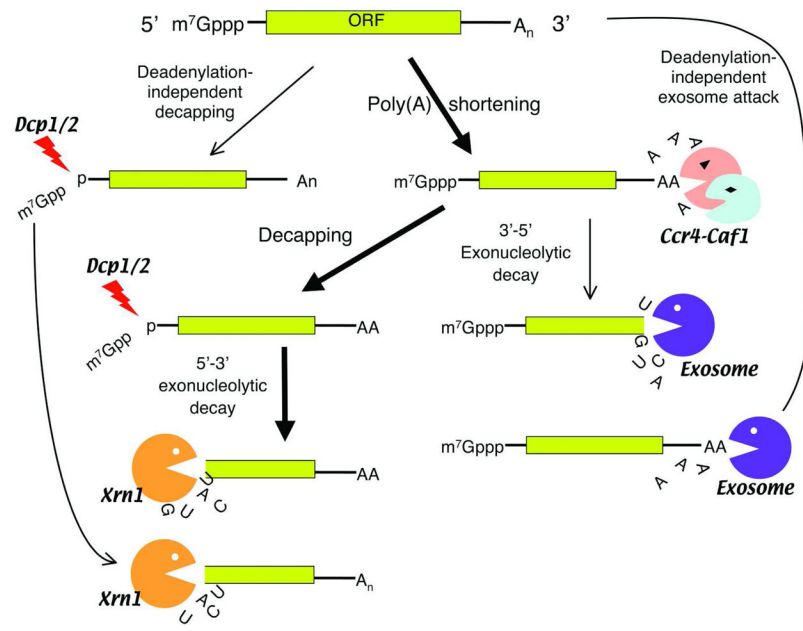 5’ m⁷Gppp ORF Aₙ 3’
Deadenylation-
independent
decapping
Poly(A) shortening
Deadenylation-
independent
exosome attack
Dcp1/2
m⁷Gpp
p An
m⁷Gppp AA
A A A
A
Ccr4-Caf1
Decapping
3’-5’
Exonucleolytic
decay
Dcp1/2
m⁷Gpp
p AA
m⁷Gppp
U
G
U C
A
Exosome
5’-3’
exonucleolytic
decay
m⁷Gppp AA
A A A
Exosome
Xrn1
AA
G U U A C
Xrn1
Aₙ
U A C U